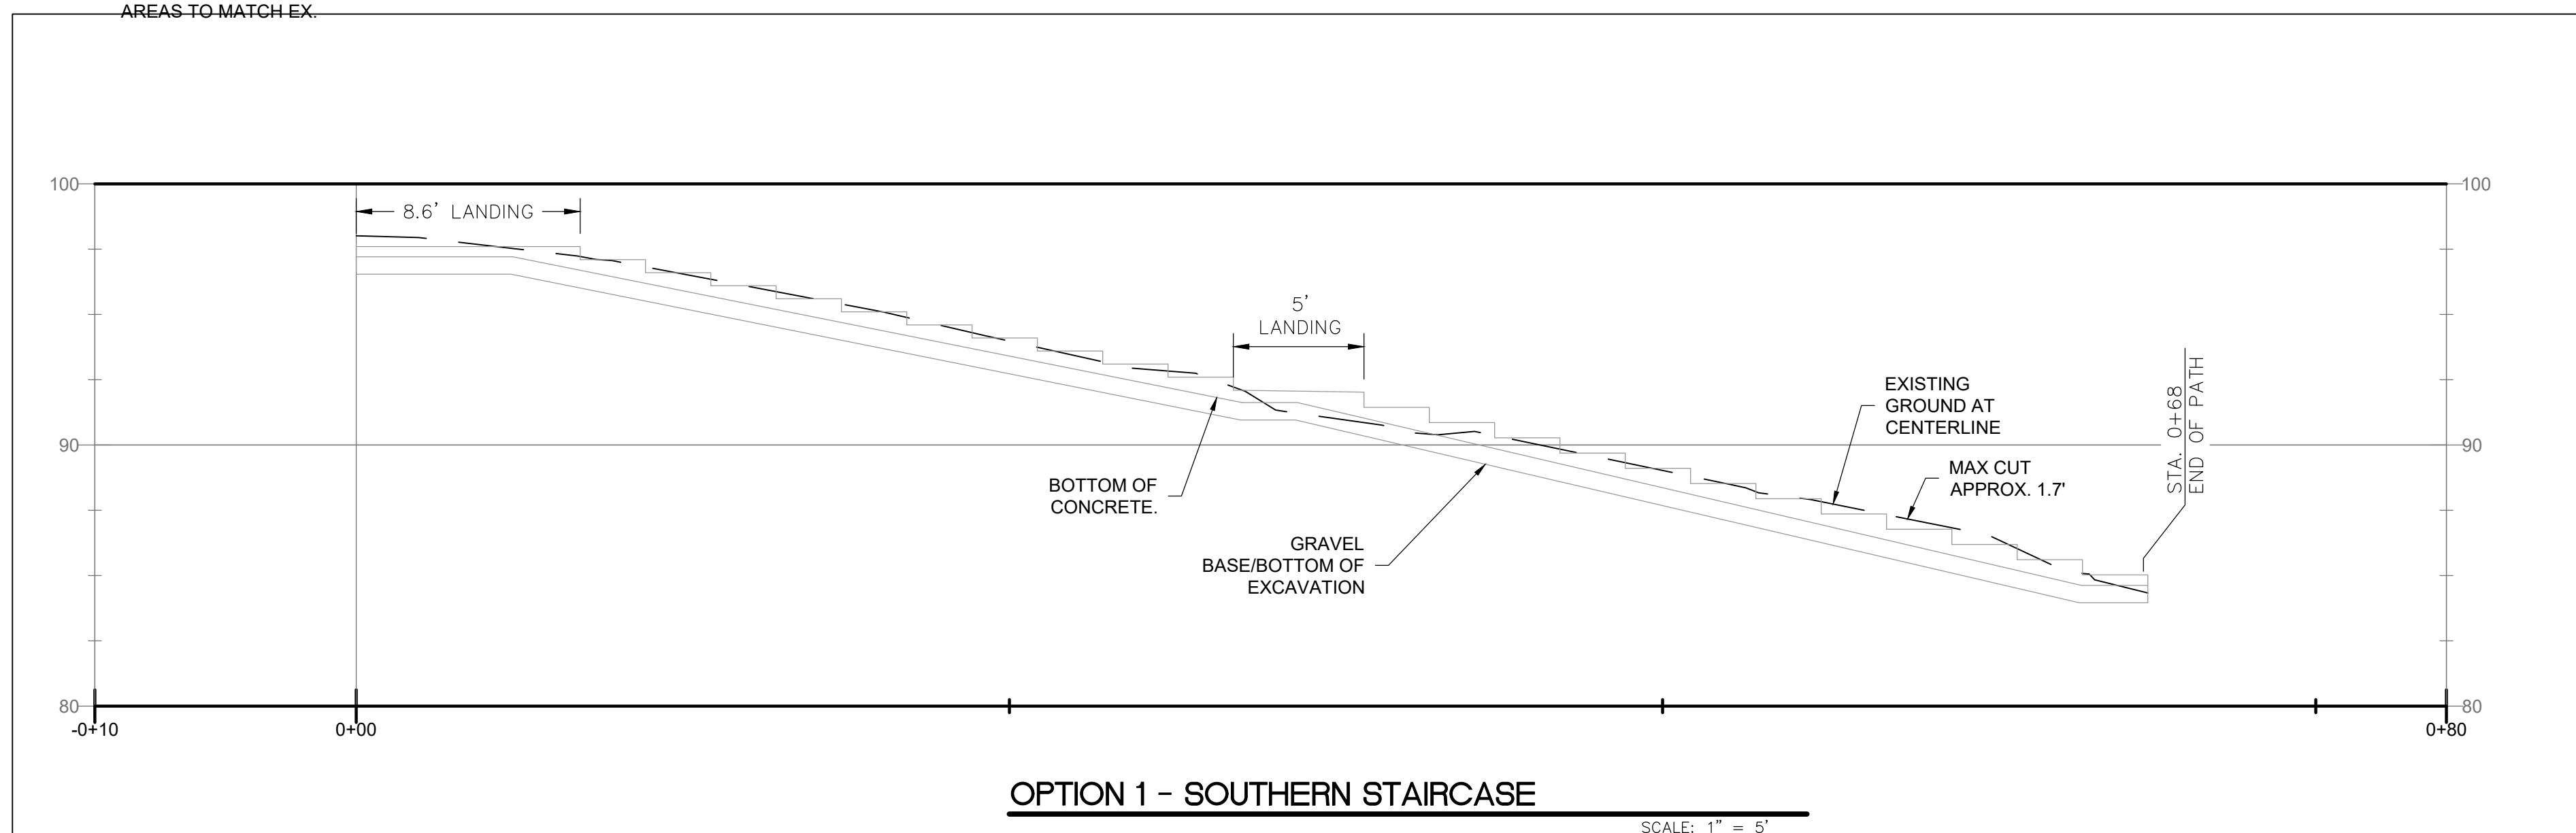 AREAS TO MATCH EX.
100
100
8.6' LANDING
5'
LANDING
EXISTING
GROUND AT
CENTERLINE
STA. 0+68
END OF PATH
90
90
MAX CUT
APPROX. 1.7'
BOTTOM OF
CONCRETE.
GRAVEL
BASE/BOTTOM OF
EXCAVATION
80
80
-0+10
0+00
0+80
OPTION 1 - SOUTHERN STAIRCASE
SCALE: 1" = 5'